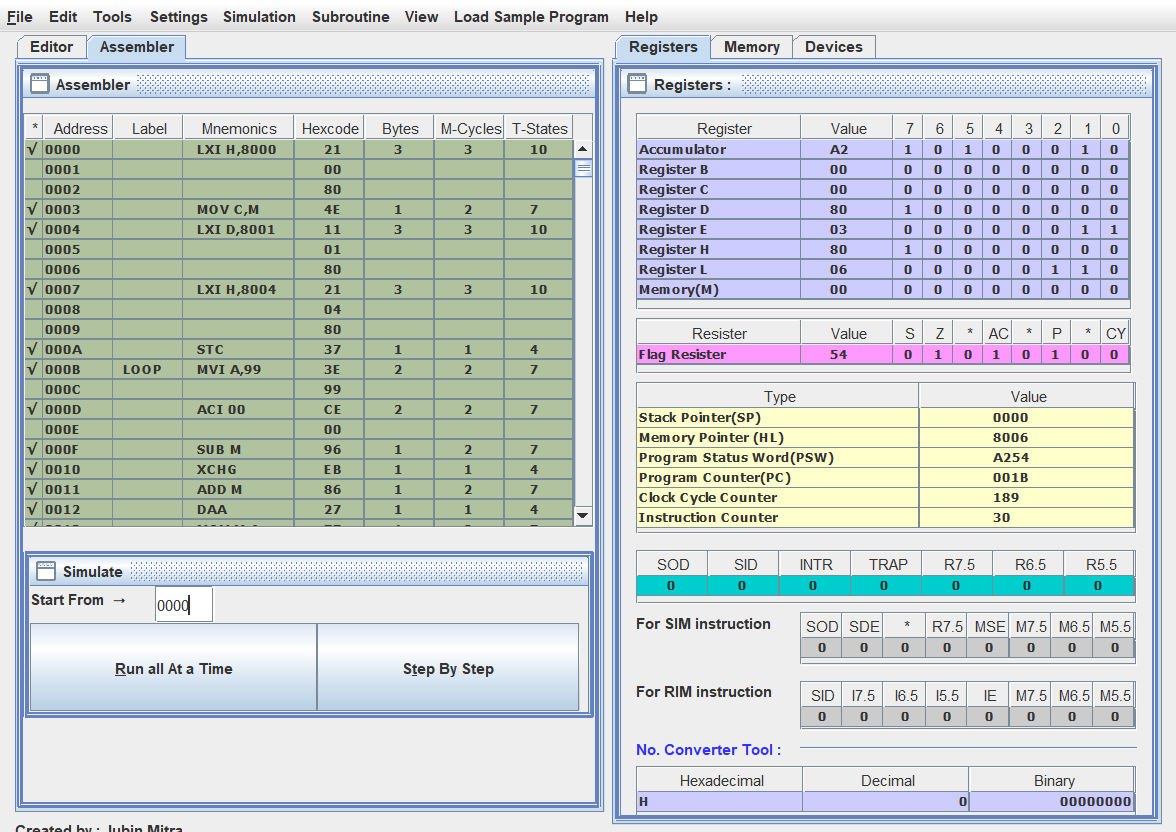 File Edit Tools Settings Simulation Subroutine View Load Sample Program Help
Editor Assembler
Assembler
* Address Label Mnemonics Hexcode Bytes M-Cycles T-States
√ 0000 LXI H,8000 21 3 3 10
0001 00
0002 80
√ 0003 MOV C,M 4E 1 2 7
√ 0004 LXI D,8001 11 3 3 10
0005 01
0006 80
√ 0007 LXI H,8004 21 3 3 10
0008 04
0009 80
√ 000A STC 37 1 1 4
√ 000B LOOP MVI A,99 3E 2 2 7
000C 99
√ 000D ACI 00 CE 2 2 7
000E 00
√ 000F SUB M 96 1 2 7
√ 0010 XCHG EB 1 1 4
√ 0011 ADD M 86 1 2 7
√ 0012 DAA 27 1 1 4
Simulate
Start From →
0000
Run all At a Time Step By Step
Registers Memory Devices
Registers :
Register Value 7 6 5 4 3 2 1 0
Accumulator A2 1 0 1 0 0 0 1 0
Register B 00 0 0 0 0 0 0 0 0
Register C 00 0 0 0 0 0 0 0 0
Register D 80 1 0 0 0 0 0 0 0
Register E 03 0 0 0 0 0 0 1 1
Register H 80 1 0 0 0 0 0 0 0
Register L 06 0 0 0 0 0 1 1 0
Memory(M) 00 0 0 0 0 0 0 0 0
Resister Value S Z * AC * P * CY
Flag Resister 54 0 1 0 1 0 1 0 0
Type Value
Stack Pointer(SP) 0000
Memory Pointer (HL) 8006
Program Status Word(PSW) A254
Program Counter(PC) 001B
Clock Cycle Counter 189
Instruction Counter 30
SOD SID INTR TRAP R7.5 R6.5 R5.5
0 0 0 0 0 0 0
For SIM instruction
SOD SDE * R7.5 MSE M7.5 M6.5 M5.5
0 0 0 0 0 0 0 0
For RIM instruction
SID I7.5 I6.5 I5.5 IE M7.5 M6.5 M5.5
0 0 0 0 0 0 0 0
No. Converter Tool :
Hexadecimal Decimal Binary
H 0 00000000
Created by : Jubin Mitra